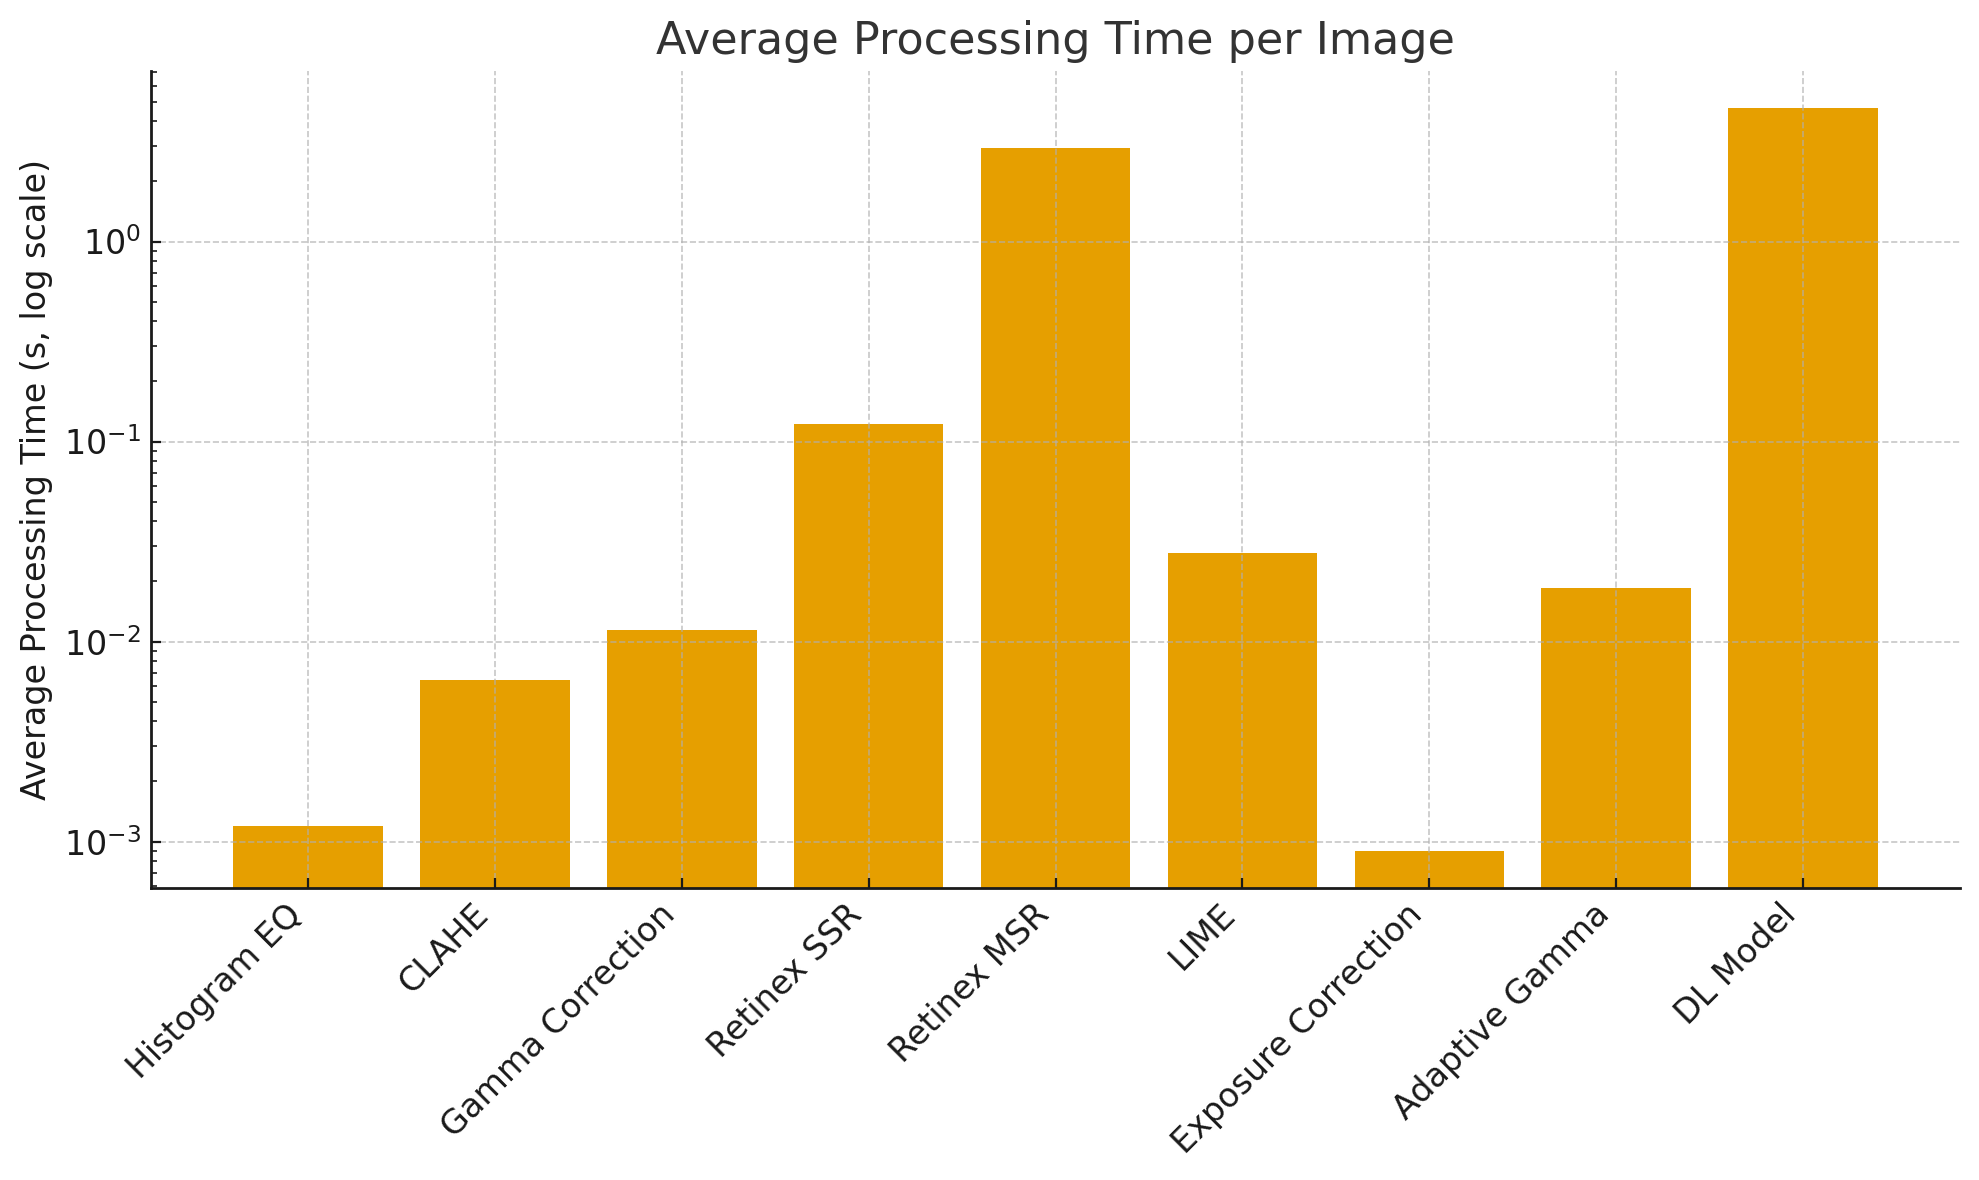 Average Processing Time per Image
Average Processing Time (s, log scale)
10⁰
10⁻¹
10⁻²
10⁻³
Histogram EQ
CLAHE
Gamma Correction
Retinex SSR
Retinex MSR
LIME
Exposure Correction
Adaptive Gamma
DL Model